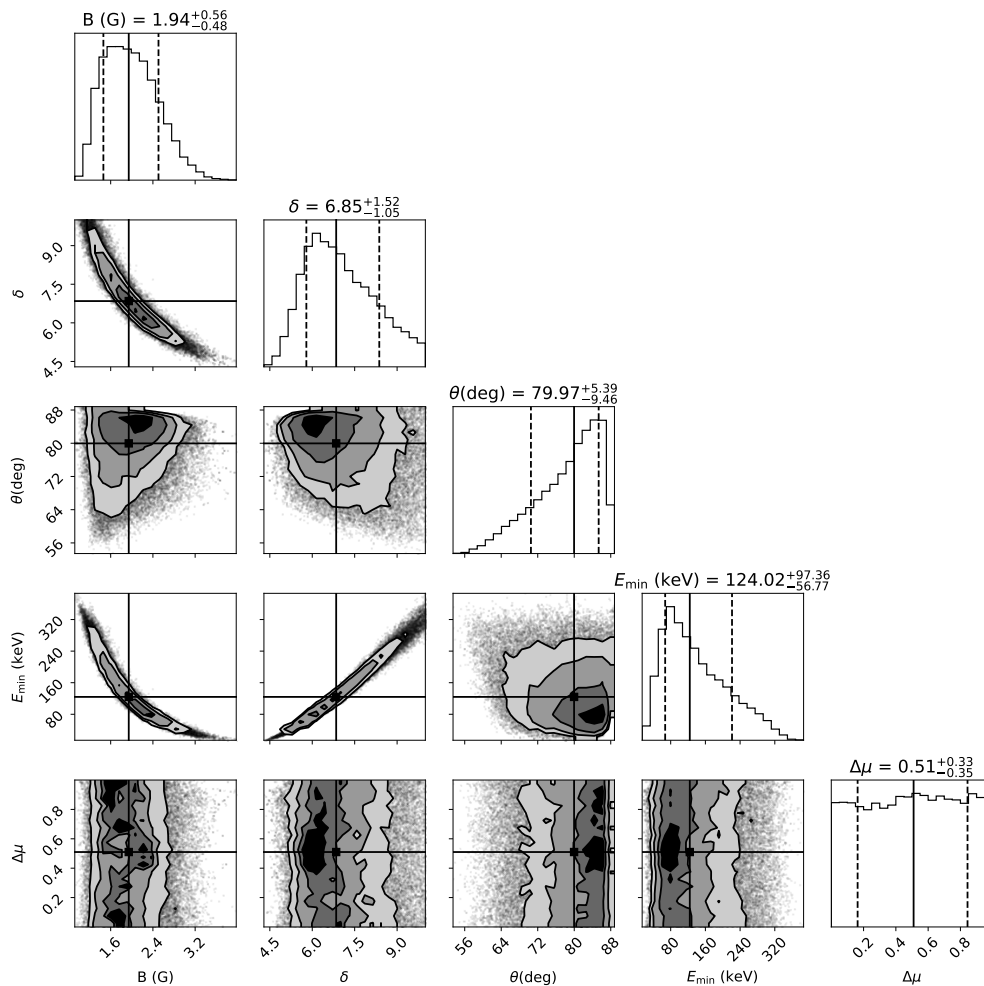 B (G) = 1.94^{+0.56}_{-0.48}
δ = 6.85^{+1.52}_{-1.05}
9.0
7.5
6.0
4.5
δ
θ(deg) = 79.97^{+5.39}_{-9.46}
88
80
72
64
56
θ(deg)
E_{min} (keV) = 124.02^{+97.36}_{-56.77}
320
240
160
80
E_{min} (keV)
Δμ = 0.51^{+0.33}_{-0.35}
0.8
0.6
0.4
0.2
Δμ
1.6 2.4 3.2 4.5 6.0 7.5 9.0 56 64 72 80 88 80 160 240 320 0.2 0.4 0.6 0.8
B (G) δ θ(deg) E_{min} (keV) Δμ